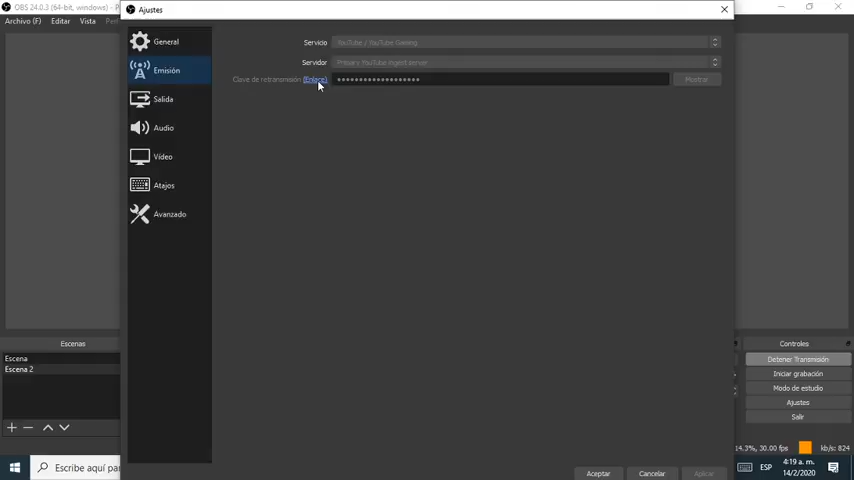 OBS 24.0.3 (64-bit, windows) - P
Ajustes
Archivo (F) Editar Vista Per
General
Emisión
Salida
Audio
Vídeo
Atajos
Avanzado
Servicio YouTube / YouTube Gaming
Servidor Primary YouTube ingest server
Clave de retransmisión (Enlace) ●●●●●●●●●●●●●●●●●●● Mostrar
Escenas
Escena
Escena 2
Controles
Detener Transmisión
Iniciar grabación
Modo de estudio
Ajustes
Salir
Aceptar Cancelar Aplicar
14.3%, 30.00 fps kb/s: 824
Escribe aquí pa
ESP
4:19 a. m.
14/2/2020